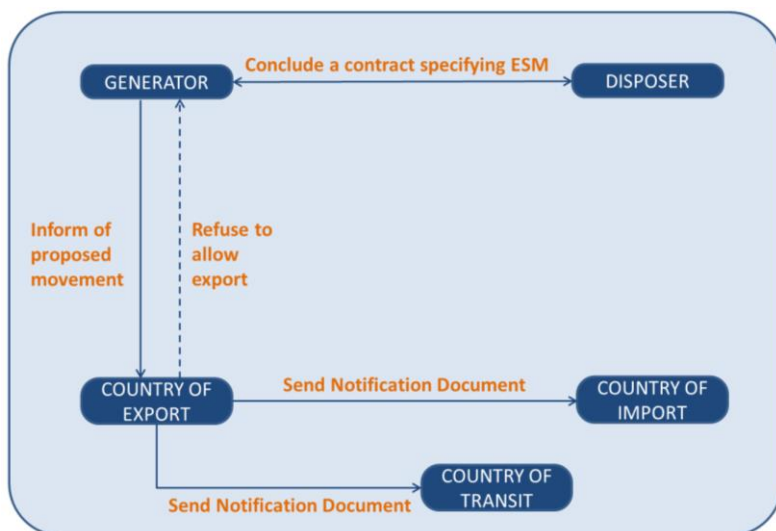 Conclude a contract specifying ESM
GENERATOR
DISPOSER
Inform of
proposed
movement
Refuse to
allow
export
COUNTRY OF
EXPORT
Send Notification Document
COUNTRY OF
IMPORT
Send Notification Document
COUNTRY OF
TRANSIT